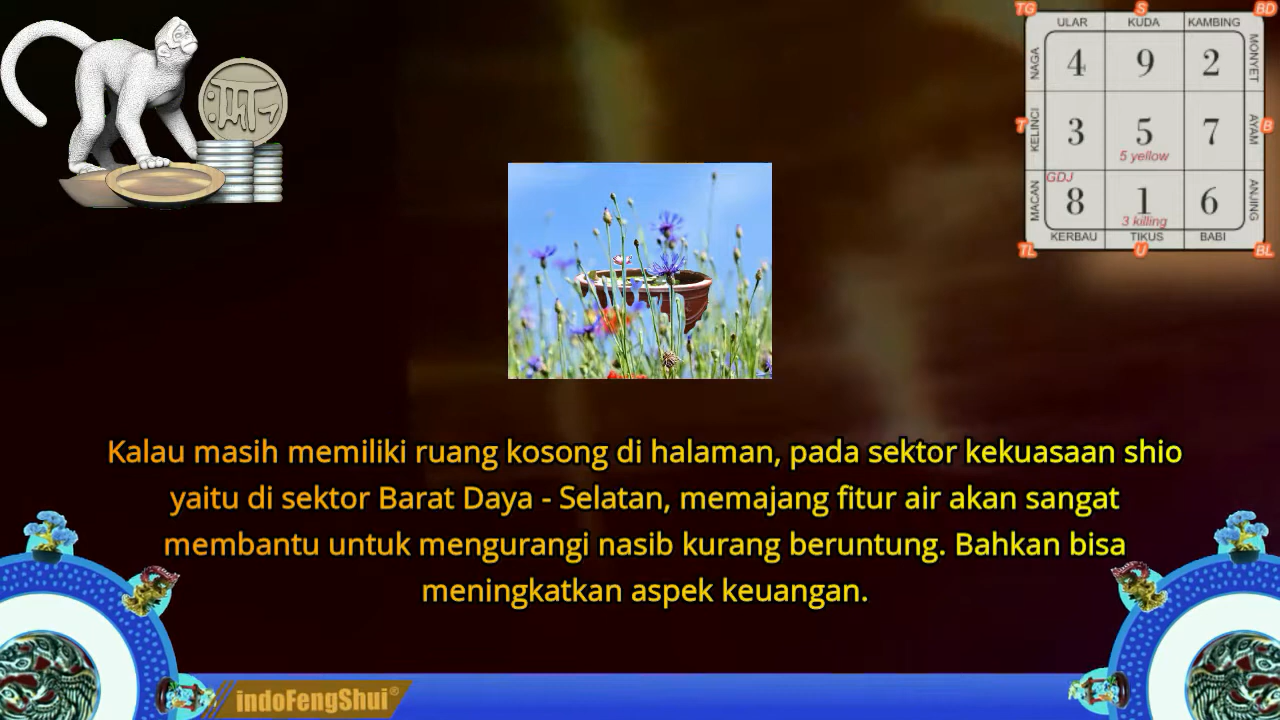 TG S BD
ULAR KUDA KAMBING
NAGA 4 9 2 MONYET
T KELINCI 3 5 7 AYAM B
5 yellow
GDJ
MACAN 8 1 6 ANJING
3 killing
KERBAU TIKUS BABI
TL U BL
Kalau masih memiliki ruang kosong di halaman, pada sektor kekuasaan shio
yaitu di sektor Barat Daya - Selatan, memajang fitur air akan sangat
membantu untuk mengurangi nasib kurang beruntung. Bahkan bisa
meningkatkan aspek keuangan.
indoFengShui®